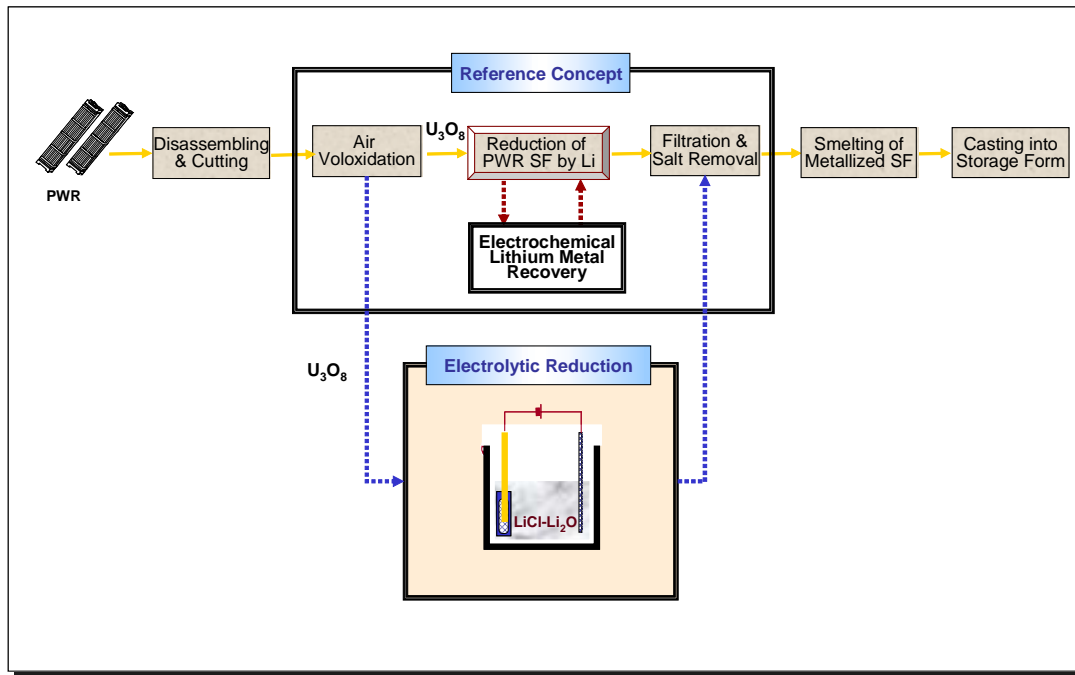 Reference Concept
PWR
Disassembling
& Cutting
Air
Voloxidation
U₃O₈
Reduction of
PWR SF by Li
Filtration &
Salt Removal
Smelting of
Metallized SF
Casting into
Storage Form
Electrochemical
Lithium Metal
Recovery
U₃O₈
Electrolytic Reduction
LiCl-Li₂O